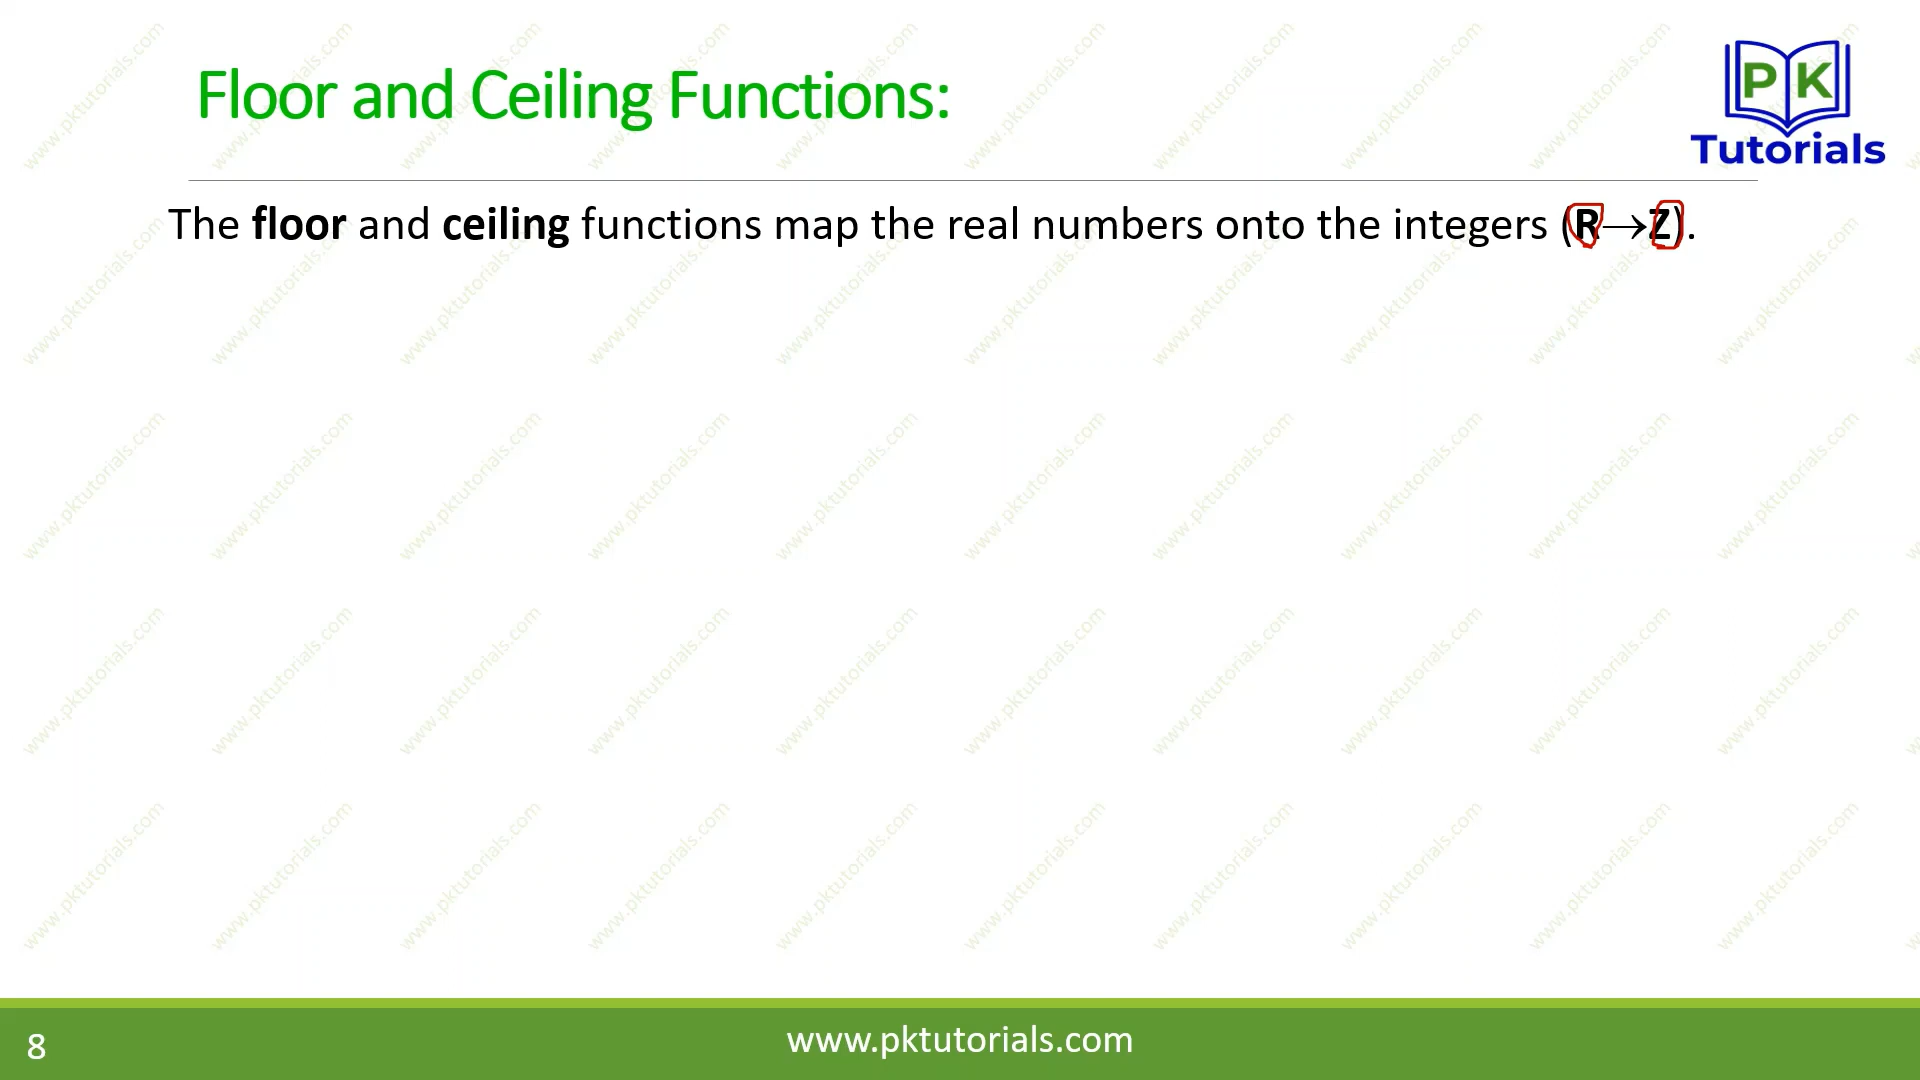 Floor and Ceiling Functions:
P K
Tutorials
The floor and ceiling functions map the real numbers onto the integers (R→Z).
8
www.pktutorials.com